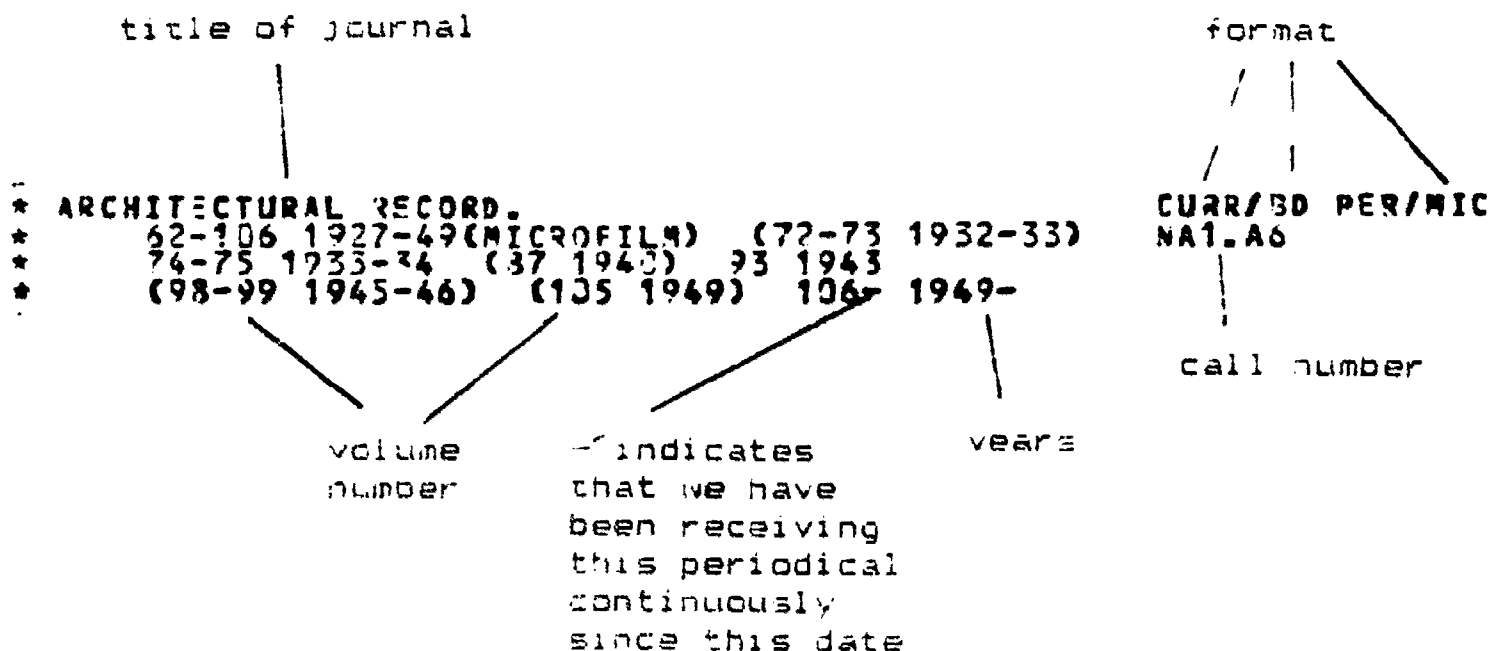 title of journal
format
* ARCHITECTURAL RECORD. CURR/BD PER/MIC
* 62-106 1927-49(MICROFILM) (72-73 1932-33) NA1.A6
* 74-75 1933-34 (87 1940) 93 1943
* (98-99 1945-46) (105 1949) 106- 1949-
call number
volume
number
- indicates
that we have
been receiving
this periodical
continuously
since this date
years